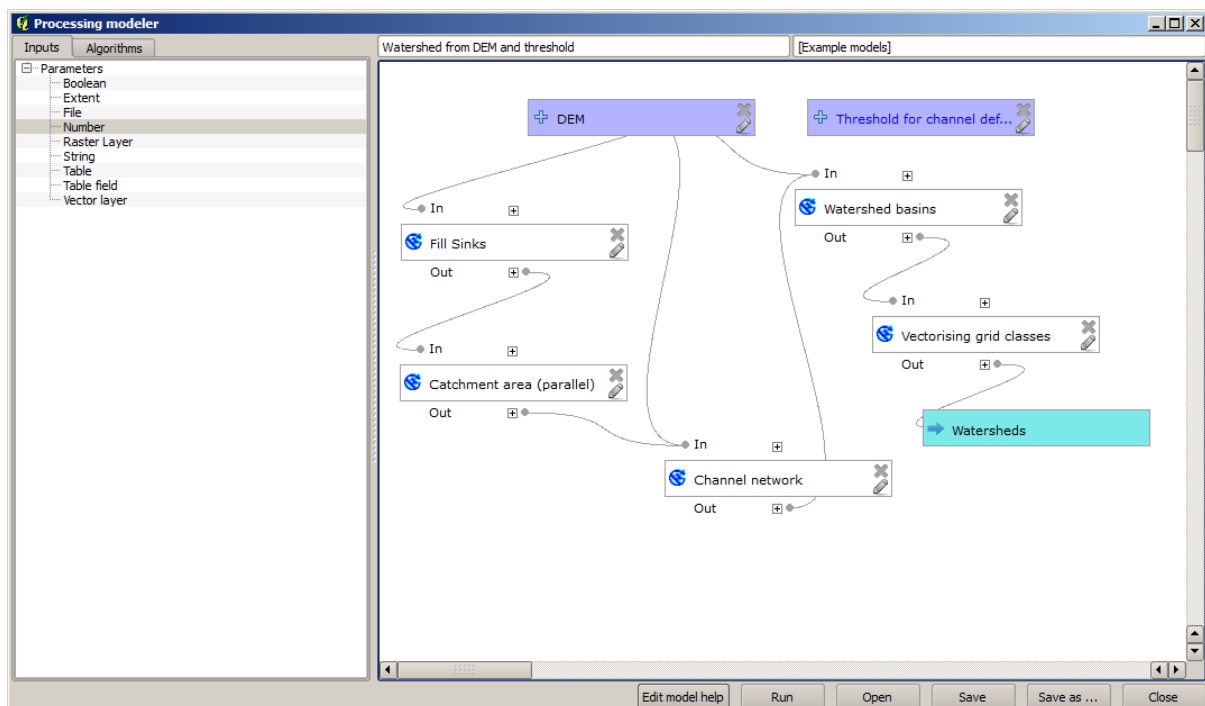 Processing modeler
Inputs
Algorithms
Parameters
Boolean
Extent
File
Number
Raster Layer
String
Table
Table field
Vector layer
Watershed from DEM and threshold
[Example models]
DEM
Threshold for channel def...
In
Watershed basins
Out
In
Fill Sinks
Out
In
Vectorising grid classes
Out
In
Catchment area (parallel)
Out
Watersheds
In
Channel network
Out
Edit model help
Run
Open
Save
Save as ...
Close